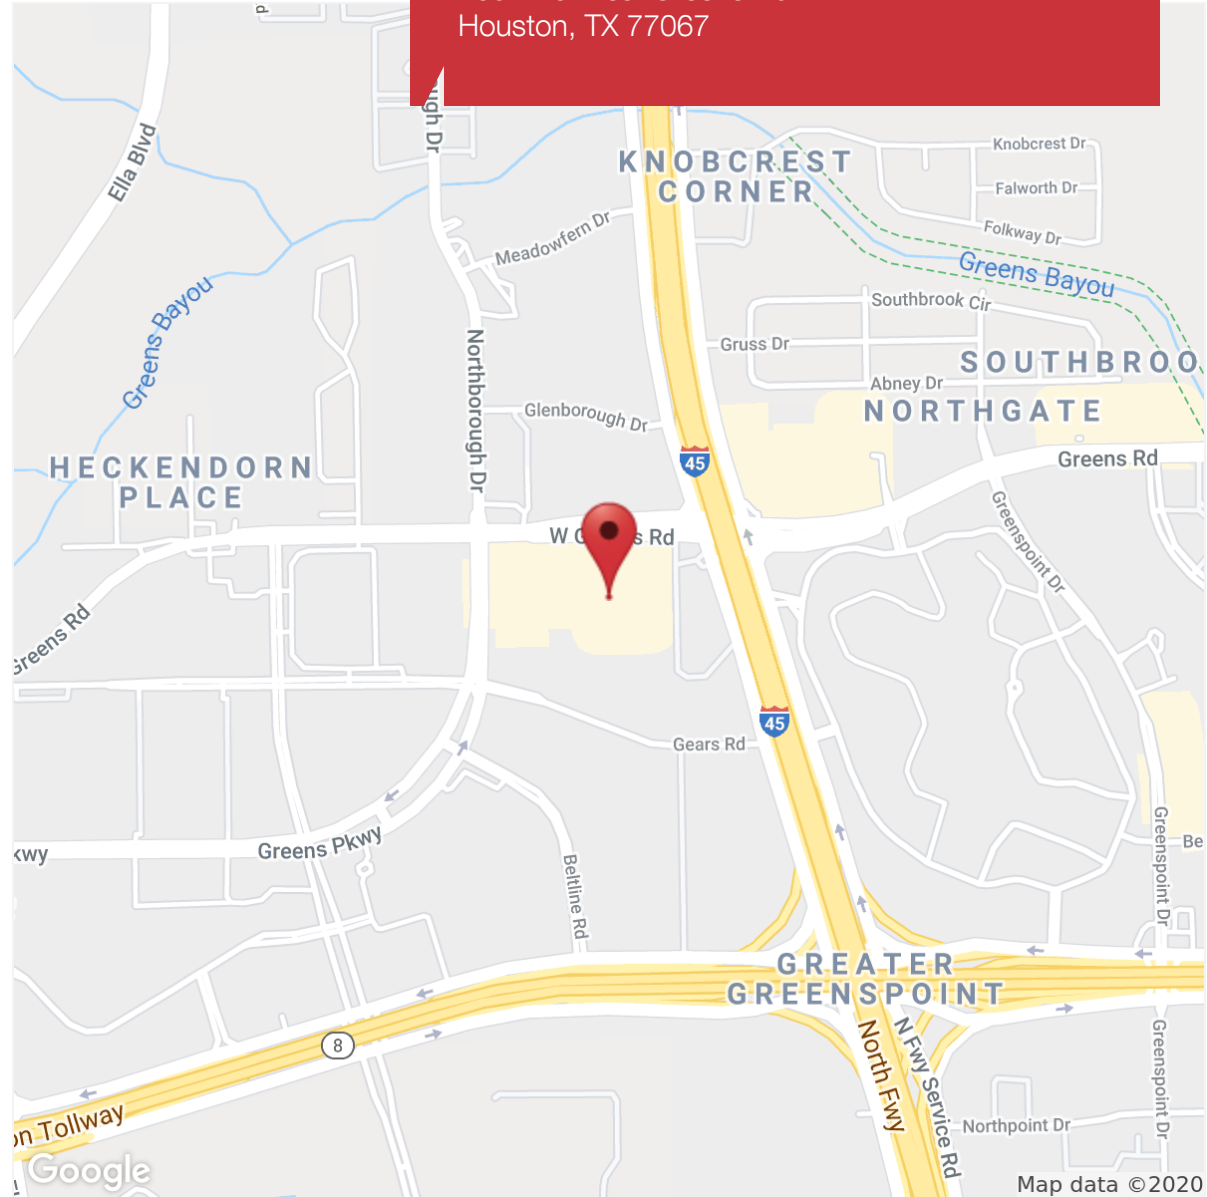 Houston, TX 77067
Ella Blvd
KNOBCREST
CORNER
Knobcrest Dr
Falworth Dr
Folkway Dr
Meadowfern Dr
Greens Bayou
Greens Bayou
Southbrook Cir
Gruss Dr
SOUTHBROO
Abney Dr
NORTHGATE
Northborough Dr
Glenborough Dr
45
Greens Rd
HECKENDORN
PLACE
W G s Rd
Greenspoint Dr
Greens Rd
45
Gears Rd
Greens Pkwy
kwy
Beltline Rd
Greenspoint Dr
Be
GREATER
GREENSPOINT
8
North Fwy
N Fwy Service Rd
Greenspoint Dr
Northpoint Dr
on Tollway
Google
Map data ©2020